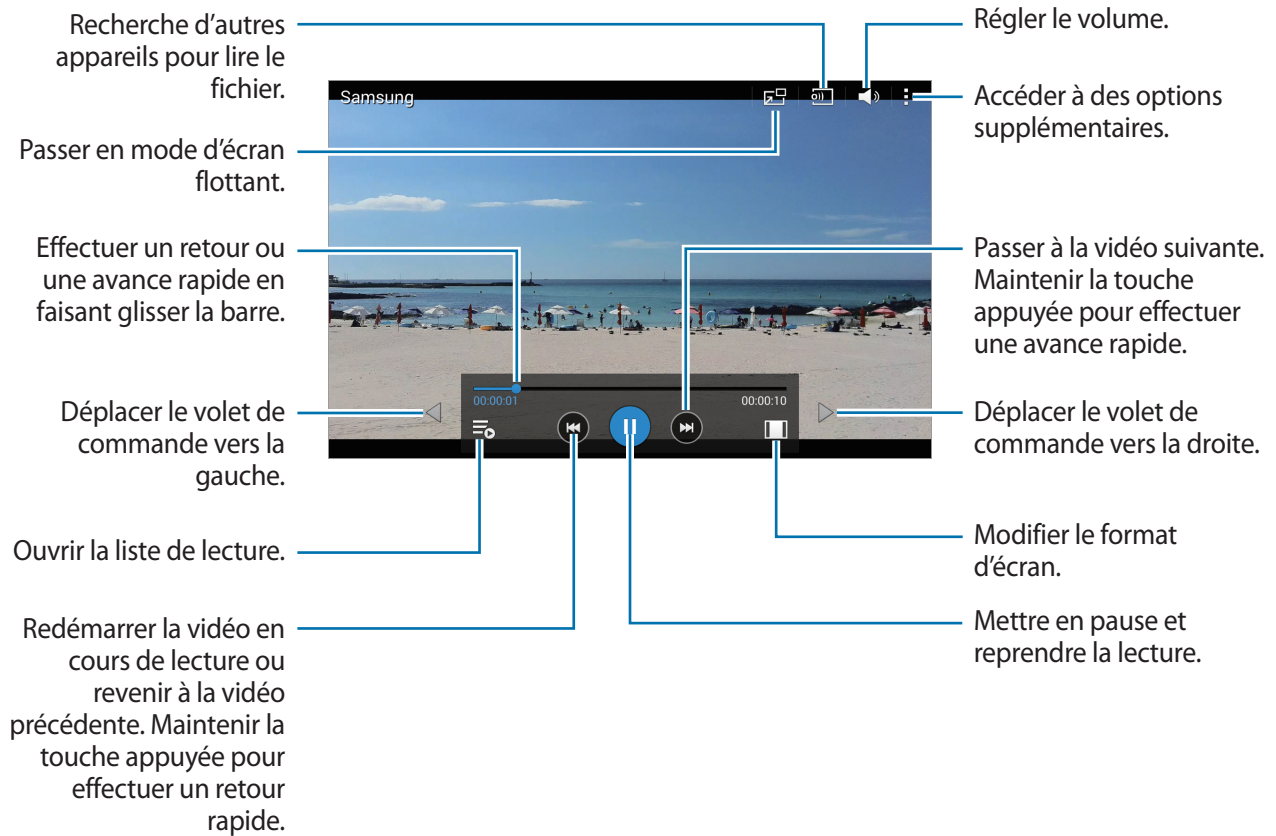 Recherche d'autres
appareils pour lire le
fichier.
Passer en mode d'écran
flottant.
Effectuer un retour ou
une avance rapide en
faisant glisser la barre.
Déplacer le volet de
commande vers la
gauche.
Ouvrir la liste de lecture.
Redémarrer la vidéo en
cours de lecture ou
revenir à la vidéo
précédente. Maintenir la
touche appuyée pour
effectuer un retour
rapide.
Samsung
00:00:01
00:00:10
Régler le volume.
Accéder à des options
supplémentaires.
Passer à la vidéo suivante.
Maintenir la touche
appuyée pour effectuer
une avance rapide.
Déplacer le volet de
commande vers la droite.
Modifier le format
d'écran.
Mettre en pause et
reprendre la lecture.